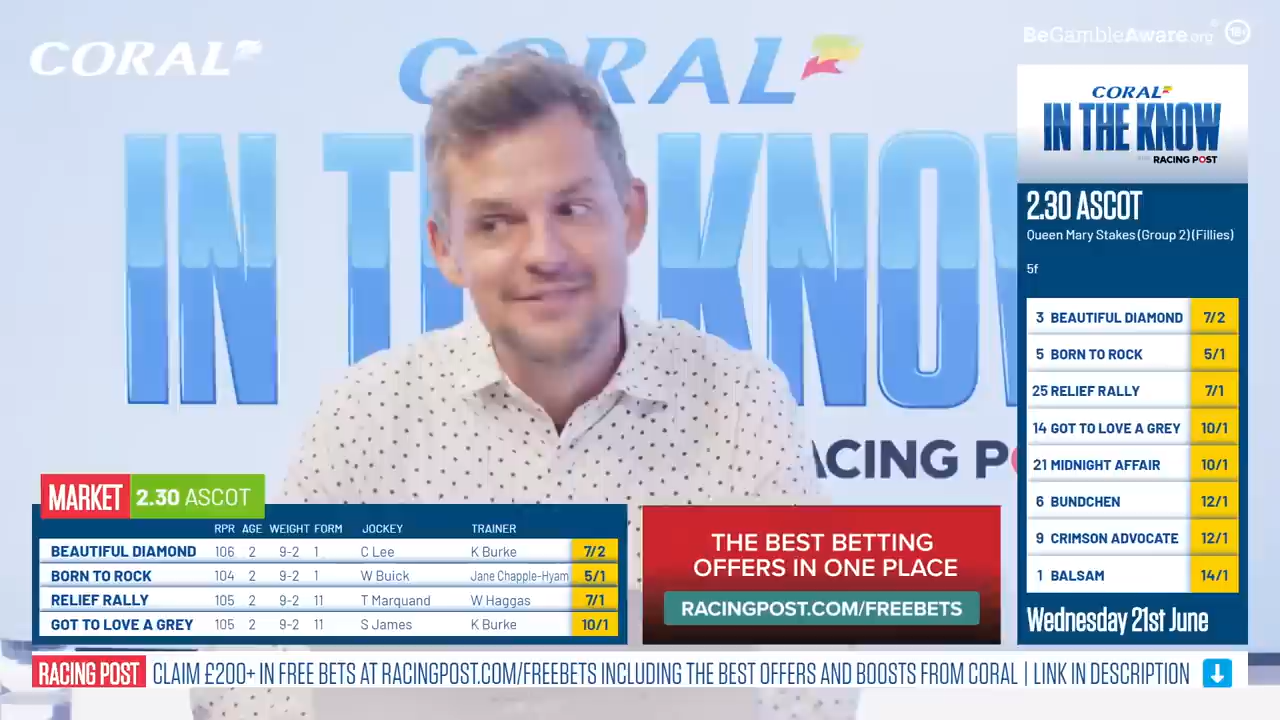 CORAL
CORAL
BeGambleAware.org 18+
IN THE KNOW
RACING P
CORAL
IN THE KNOW
RACING POST
2.30 ASCOT
Queen Mary Stakes (Group 2) (Fillies)
5f
3 BEAUTIFUL DIAMOND 7/2
5 BORN TO ROCK 5/1
25 RELIEF RALLY 7/1
14 GOT TO LOVE A GREY 10/1
21 MIDNIGHT AFFAIR 10/1
6 BUNDCHEN 12/1
9 CRIMSON ADVOCATE 12/1
1 BALSAM 14/1
Wednesday 21st June
MARKET 2.30 ASCOT
RPR AGE WEIGHT FORM JOCKEY TRAINER
BEAUTIFUL DIAMOND 106 2 9-2 1 C Lee K Burke 7/2
BORN TO ROCK 104 2 9-2 1 W Buick Jane Chapple-Hyam 5/1
RELIEF RALLY 105 2 9-2 11 T Marquand W Haggas 7/1
GOT TO LOVE A GREY 105 2 9-2 11 S James K Burke 10/1
THE BEST BETTING
OFFERS IN ONE PLACE
RACINGPOST.COM/FREEBETS
RACING POST CLAIM £200+ IN FREE BETS AT RACINGPOST.COM/FREEBETS INCLUDING THE BEST OFFERS AND BOOSTS FROM CORAL | LINK IN DESCRIPTION